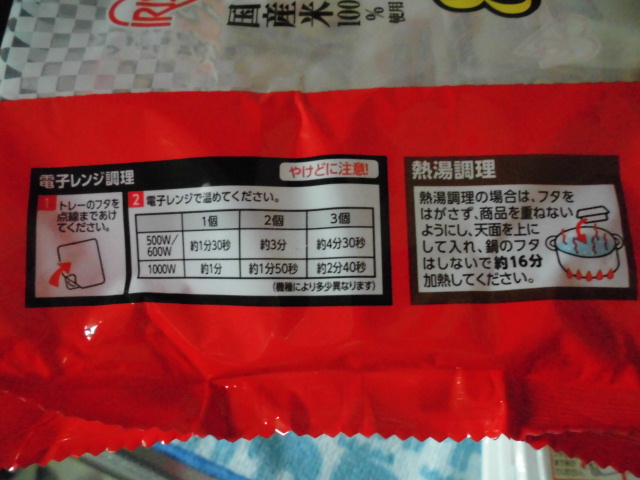 IRIS
国産米100%使用
電子レンジ調理
やけどに注意!
1 トレーのフタを
点線まであけ
てください。
2 電子レンジで温めてください。
1個 2個 3個
500W/600W 約1分30秒 約3分 約4分30秒
1000W 約1分 約1分50秒 約2分40秒
(機種により多少異なります)
熱湯調理
熱湯調理の場合は、フタを
はがさず、商品を重ねない
ようにし、天面を上に
して入れ、鍋のフタ
はしないで約16分
加熱してください。